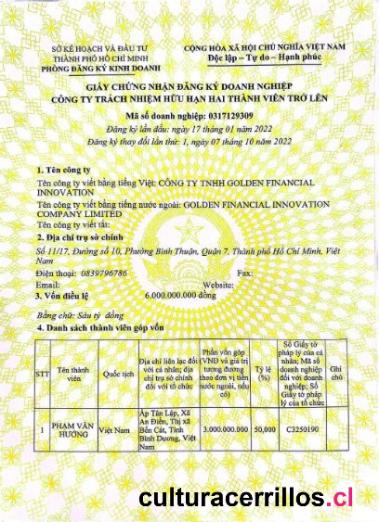 SỞ KẾ HOẠCH VÀ ĐẦU TƯ
THÀNH PHỐ HỒ CHÍ MINH
PHÒNG ĐĂNG KÝ KINH DOANH
CỘNG HÒA XÃ HỘI CHỦ NGHĨA VIỆT NAM
Độc lập – Tự do – Hạnh phúc
GIẤY CHỨNG NHẬN ĐĂNG KÝ DOANH NGHIỆP
CÔNG TY TRÁCH NHIỆM HỮU HẠN HAI THÀNH VIÊN TRỞ LÊN
Mã số doanh nghiệp: 0317129309
Đăng ký lần đầu: ngày 17 tháng 01 năm 2022
Đăng ký thay đổi lần thứ: 1, ngày 07 tháng 10 năm 2022
1. Tên công ty
Tên công ty viết bằng tiếng Việt: CÔNG TY TNHH GOLDEN FINANCIAL
INNOVATION
Tên công ty viết bằng tiếng nước ngoài: GOLDEN FINANCIAL INNOVATION
COMPANY LIMITED
Tên công ty viết tắt:
2. Địa chỉ trụ sở chính
Số 11/17, Đường số 10, Phường Bình Thuận, Quận 7, Thành phố Hồ Chí Minh, Việt
Nam
Điện thoại: 0839796786 Fax:
Email: Website:
3. Vốn điều lệ 6.000.000.000 đồng
Bằng chữ: Sáu tỷ đồng
4. Danh sách thành viên góp vốn
STT
Tên thành
viên
Quốc tịch
Địa chỉ liên lạc đối
với cá nhân; địa
chỉ trụ sở chính
đối với tổ chức
Phần vốn góp
(VNĐ và giá trị
tương đương
theo đơn vị tiền
nước ngoài, nếu
có)
Tỷ lệ
(%)
Số Giấy tờ
pháp lý của cá
nhân; Mã số
doanh nghiệp
đối với doanh
nghiệp; Số
Giấy tờ pháp
lý của tổ chức
Ghi
chú
1
PHẠM VĂN
HƯỞNG
Việt Nam
Ấp Tân Lập, Xã
An Điền, Thị xã
Bến Cát, Tỉnh
Bình Dương, Việt
Nam
3.000.000.000
50,000
C3250190
culturacerrillos.cl